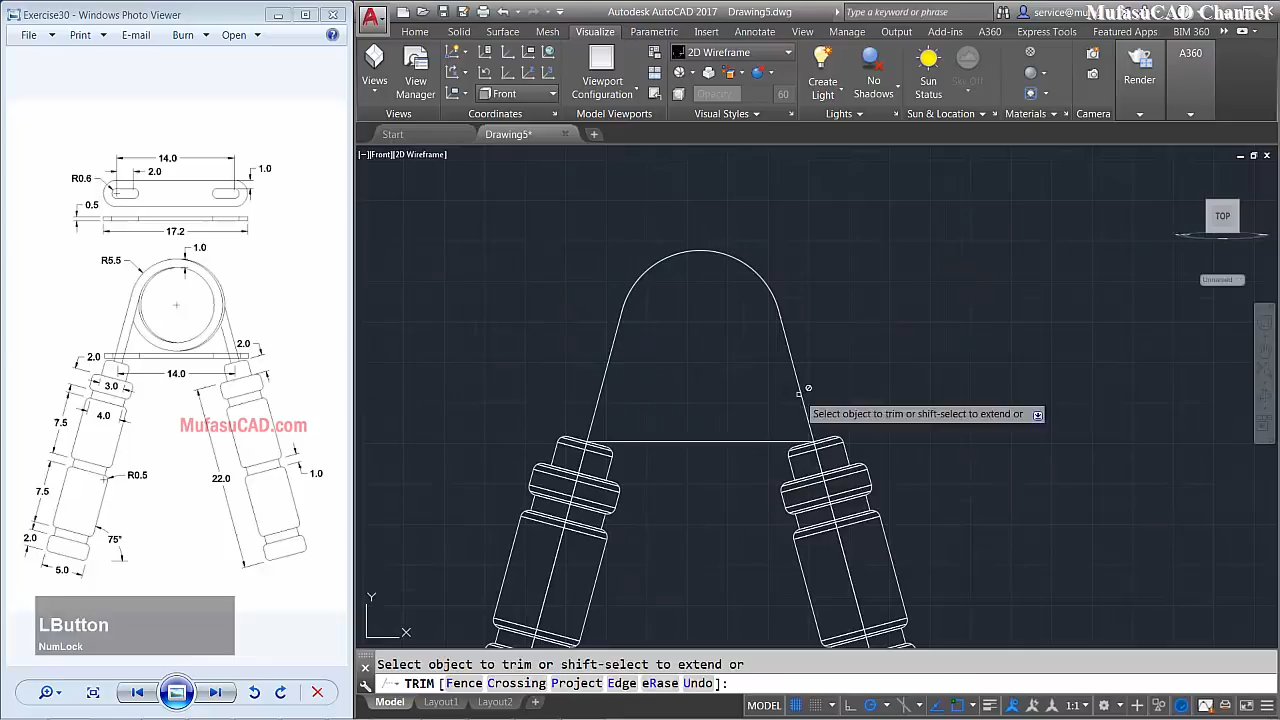 Exercise30 - Windows Photo Viewer
File Print E-mail Burn Open
14.0
1.0
2.0
R0.6
0.5
17.2
1.0
R5.5
2.0
2.0
14.0
3.0
4.0
MufasuCAD.com
7.5
R0.5
1.0
22.0
7.5
75°
2.0
5.0
LButton
NumLock
Autodesk AutoCAD 2017 Drawing5.dwg
Type a keyword or phrase
MufasuCAD Channel
Home Solid Surface Mesh Visualize Parametric Insert Annotate View Manage Output Add-ins A360 Express Tools Featured Apps BIM 360
Views
View Manager
Front
Viewport Configuration
2D Wireframe
Opacity 60
Create Light
No Shadows
Sun Status
Sky Off
Render
A360
Views Coordinates Model Viewports Visual Styles Lights Sun & Location Materials Camera
Start Drawing5*
[−][Front][2D Wireframe]
TOP
Unnamed
Select object to trim or shift-select to extend or
Y
X
Select object to trim or shift-select to extend or
TRIM [Fence Crossing Project Edge eRase Undo]:
Model Layout1 Layout2
MODEL 1:1